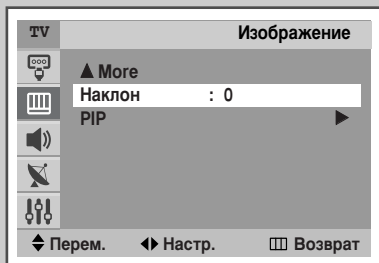 TV Изображение
▲ More
Наклон : 0
PIP ▶
Перем. Настр. Возврат